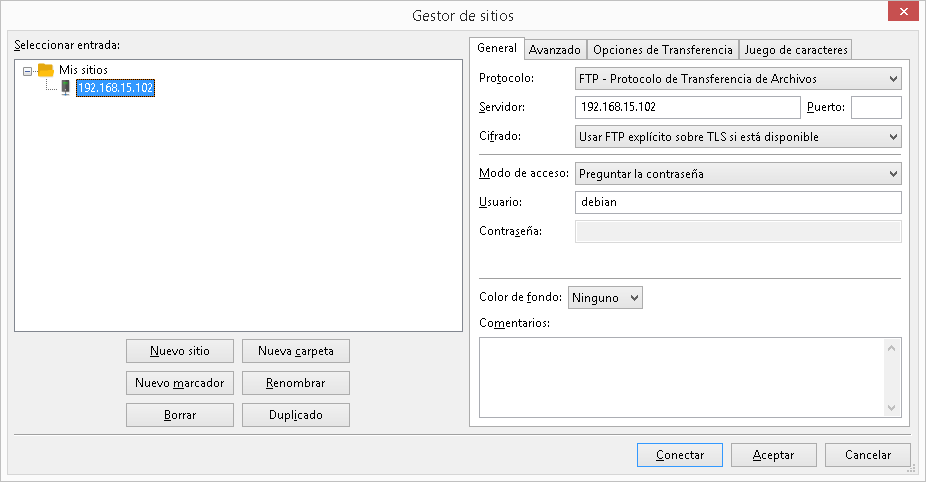 Gestor de sitios
Seleccionar entrada:
Mis sitios
192.168.15.102
Nuevo sitio
Nueva carpeta
Nuevo marcador
Renombrar
Borrar
Duplicado
General
Avanzado
Opciones de Transferencia
Juego de caracteres
Protocolo:
FTP - Protocolo de Transferencia de Archivos
Servidor:
192.168.15.102
Puerto:
Cifrado:
Usar FTP explícito sobre TLS si está disponible
Modo de acceso:
Preguntar la contraseña
Usuario:
debian
Contraseña:
Color de fondo:
Ninguno
Comentarios:
Conectar
Aceptar
Cancelar